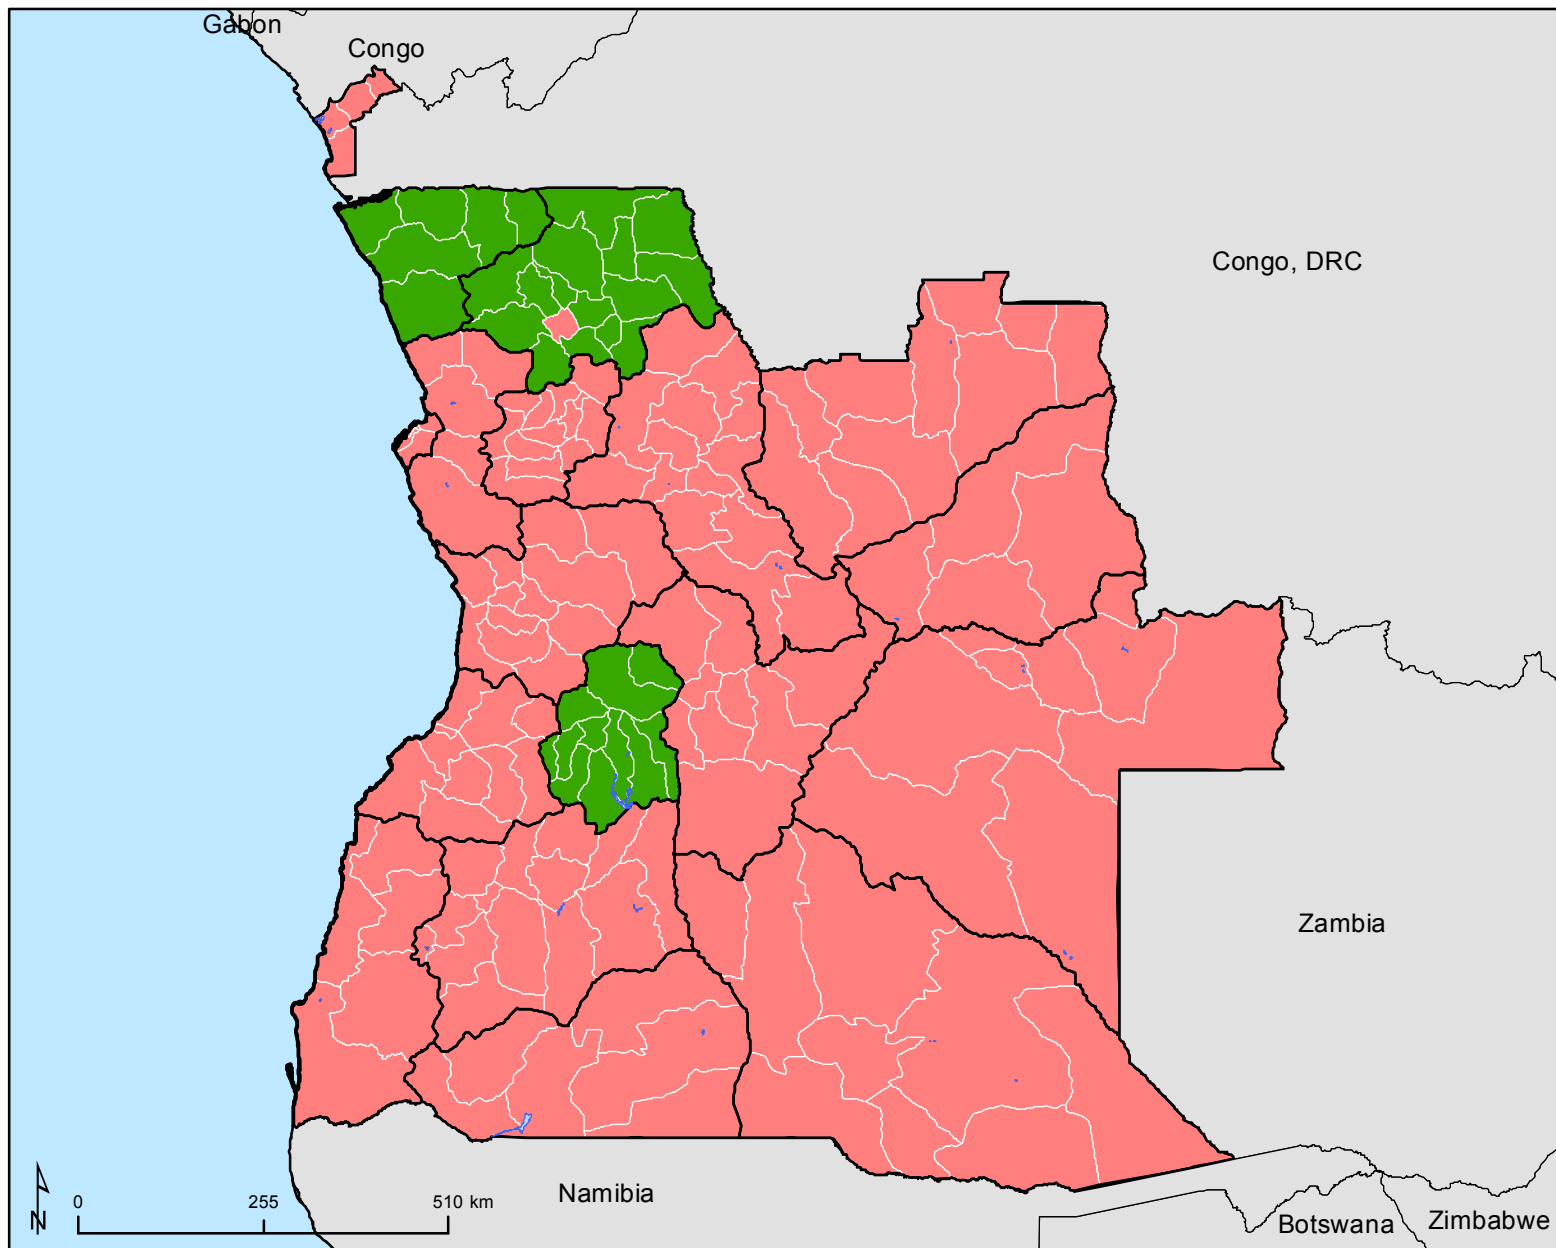 Gabon
Congo
Congo, DRC
Zambia
0 255 510 km
N
Namibia
Botswana
Zimbabwe